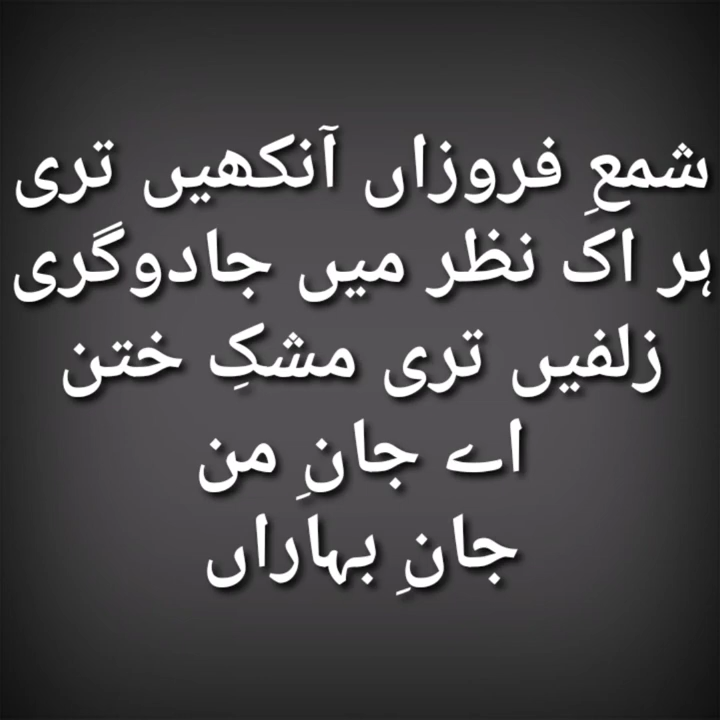 شمعِ فروزاں آنکھیں تری
ہر اک نظر میں جادوگری
زلفیں تری مشکِ ختن
اے جانِ من
جانِ بہاراں